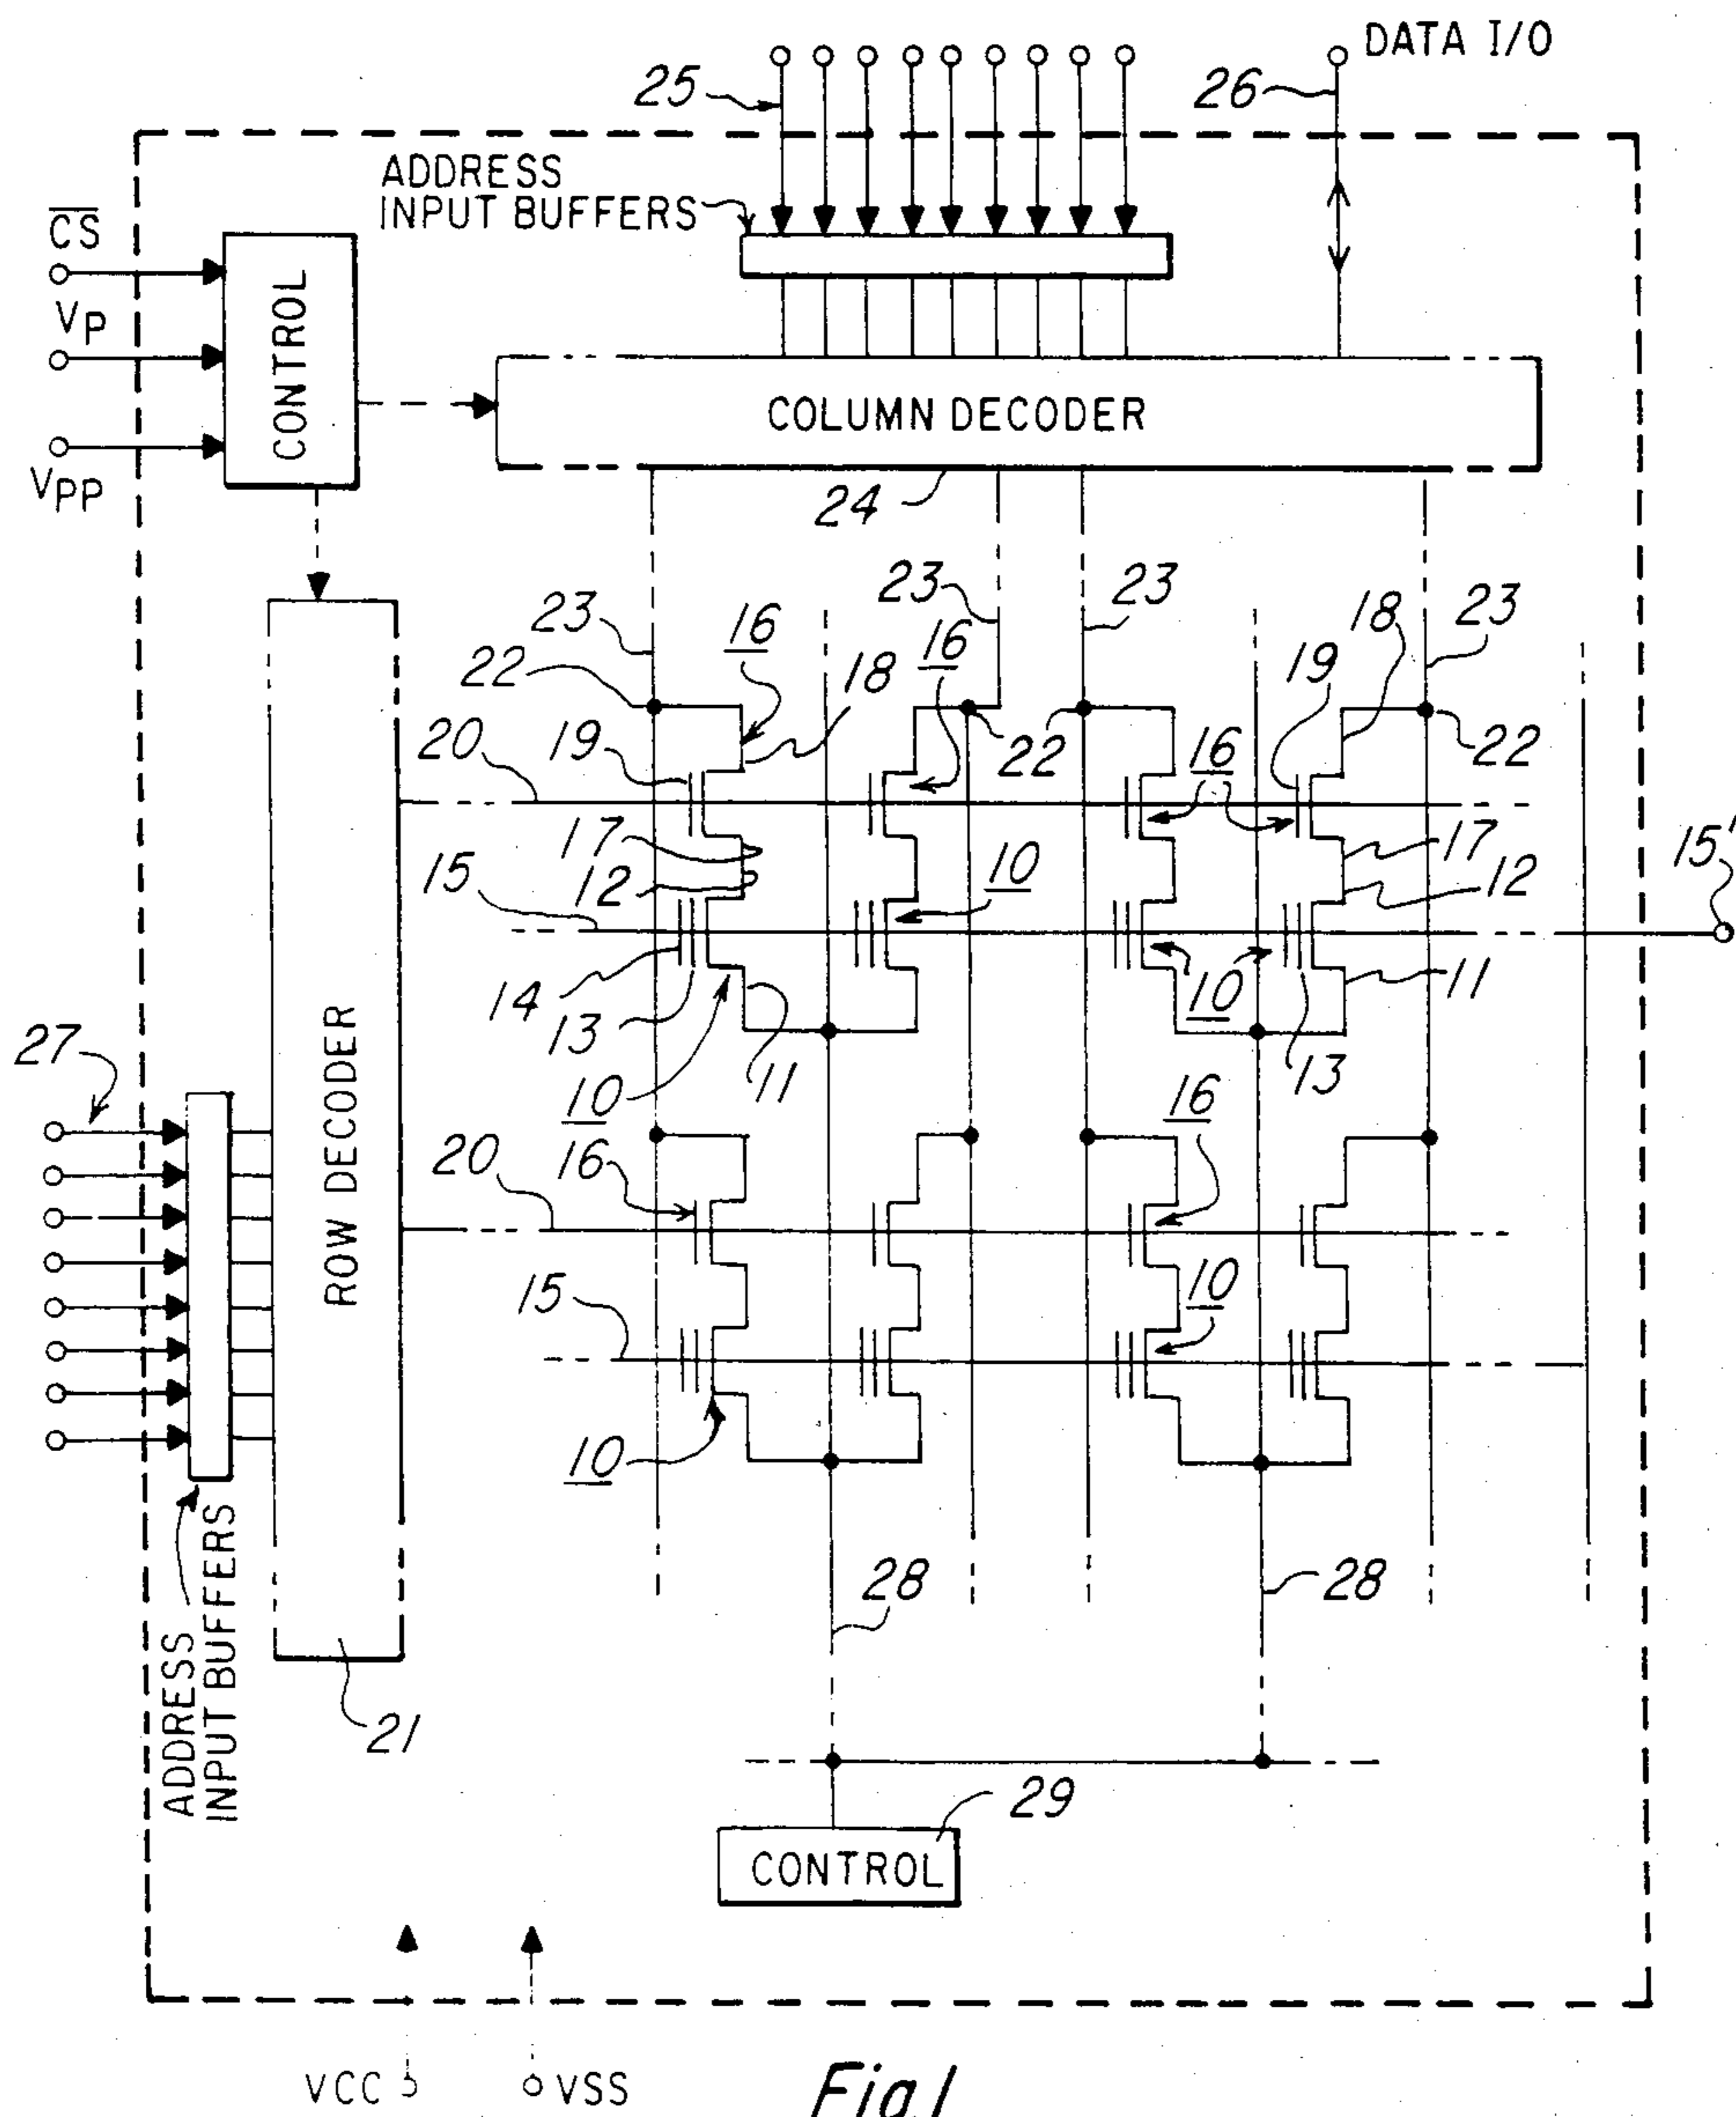 DATA I/O
25
26
ADDRESS
INPUT BUFFERS
CS
VP
VPP
CONTROL
COLUMN DECODER
24
23
23
23
23
16
16
18
18
22
19
19
22
22
20
16
17
17
15
12
10
12
15'
14
13
10
11
11
13
10
27
ROW DECODER
16
16
20
10
15
10
28
28
ADDRESS
INPUT BUFFERS
21
29
CONTROL
VCC
VSS
Fig.1